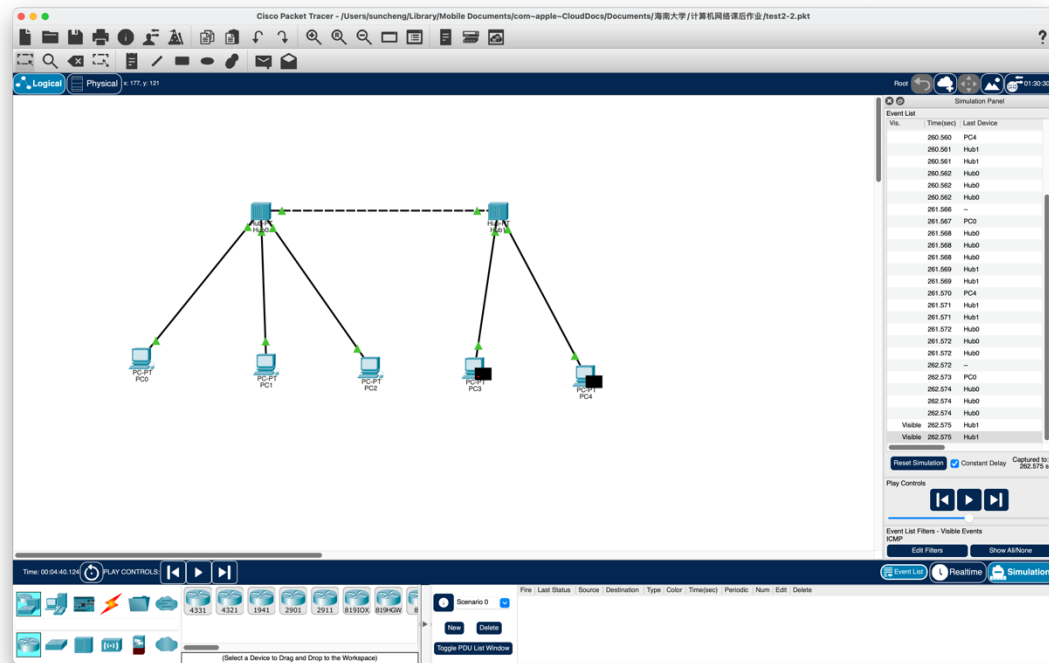 Cisco Packet Tracer - /Users/suncheng/Library/Mobile Documents/com~apple~CloudDocs/Documents/海南大学/计算机网络课后作业/test2-2.pkt
?
Logical Physical x: 177, y: 121 Root 01:30:30
Simulation Panel
Event List
Vis. Time(sec) Last Device
260.560 PC4
260.561 Hub1
260.561 Hub1
260.562 Hub0
260.562 Hub0
260.562 Hub0
261.566 --
261.567 PC0
261.568 Hub0
261.568 Hub0
261.568 Hub0
261.569 Hub1
261.569 Hub1
261.570 PC4
261.571 Hub1
261.571 Hub1
261.572 Hub0
261.572 Hub0
261.572 Hub0
262.572 --
262.573 PC0
262.574 Hub0
262.574 Hub0
262.574 Hub0
Visible 262.575 Hub1
Visible 262.575 Hub1
Hub-PT
Hub0
Hub-PT
Hub1
PC-PT
PC0
PC-PT
PC1
PC-PT
PC2
PC-PT
PC3
PC-PT
PC4
Reset Simulation Constant Delay Captured to:
262.575 s
Play Controls
Event List Filters - Visible Events
ICMP
Edit Filters Show All/None
Time: 00:04:40.124 PLAY CONTROLS: Event List Realtime Simulation
4331 4321 1941 2901 2911 819IOX 819HGW 8
(Select a Device to Drag and Drop to the Workspace)
Scenario 0
New Delete
Toggle PDU List Window
Fire Last Status Source Destination Type Color Time(sec) Periodic Num Edit Delete